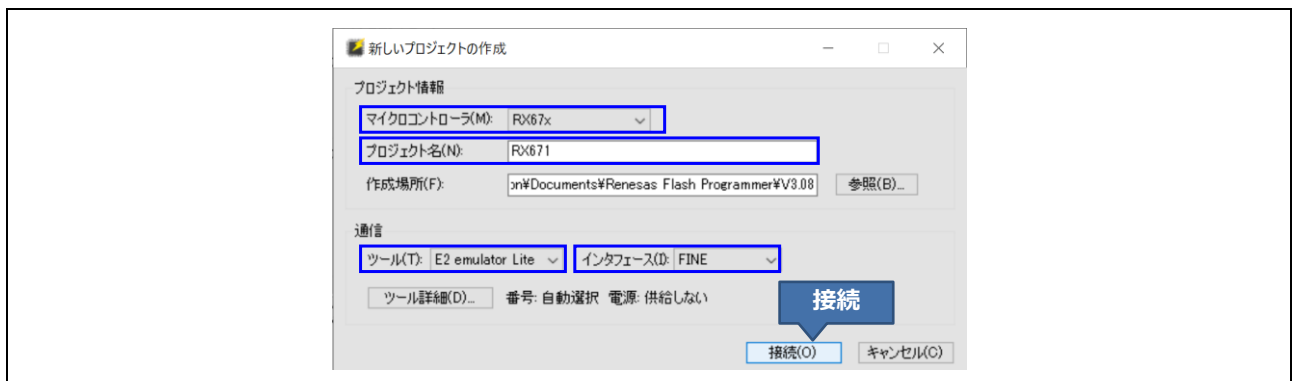 新しいプロジェクトの作成
プロジェクト情報
マイクロコントローラ(M): RX67x
プロジェクト名(N): RX671
作成場所(F): on¥Documents¥Renesas Flash Programmer¥V3.08 参照(B)...
通信
ツール(T): E2 emulator Lite インタフェース(I): FINE
ツール詳細(D)... 番号: 自動選択 電源: 供給しない
接続
接続(O) キャンセル(C)